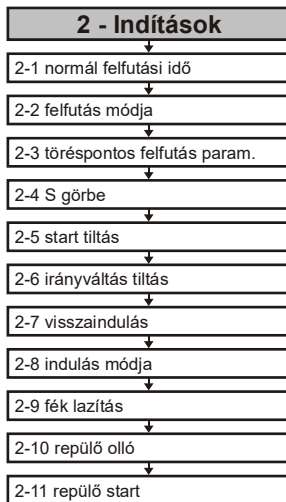 2 - Indítások
2-1 normál felfutási idő
2-2 felfutás módja
2-3 töréspontos felfutás param.
2-4 S görbe
2-5 start tiltás
2-6 irányváltás tiltás
2-7 visszaindulás
2-8 indulás módja
2-9 fék lazítás
2-10 repülő olló
2-11 repülő start